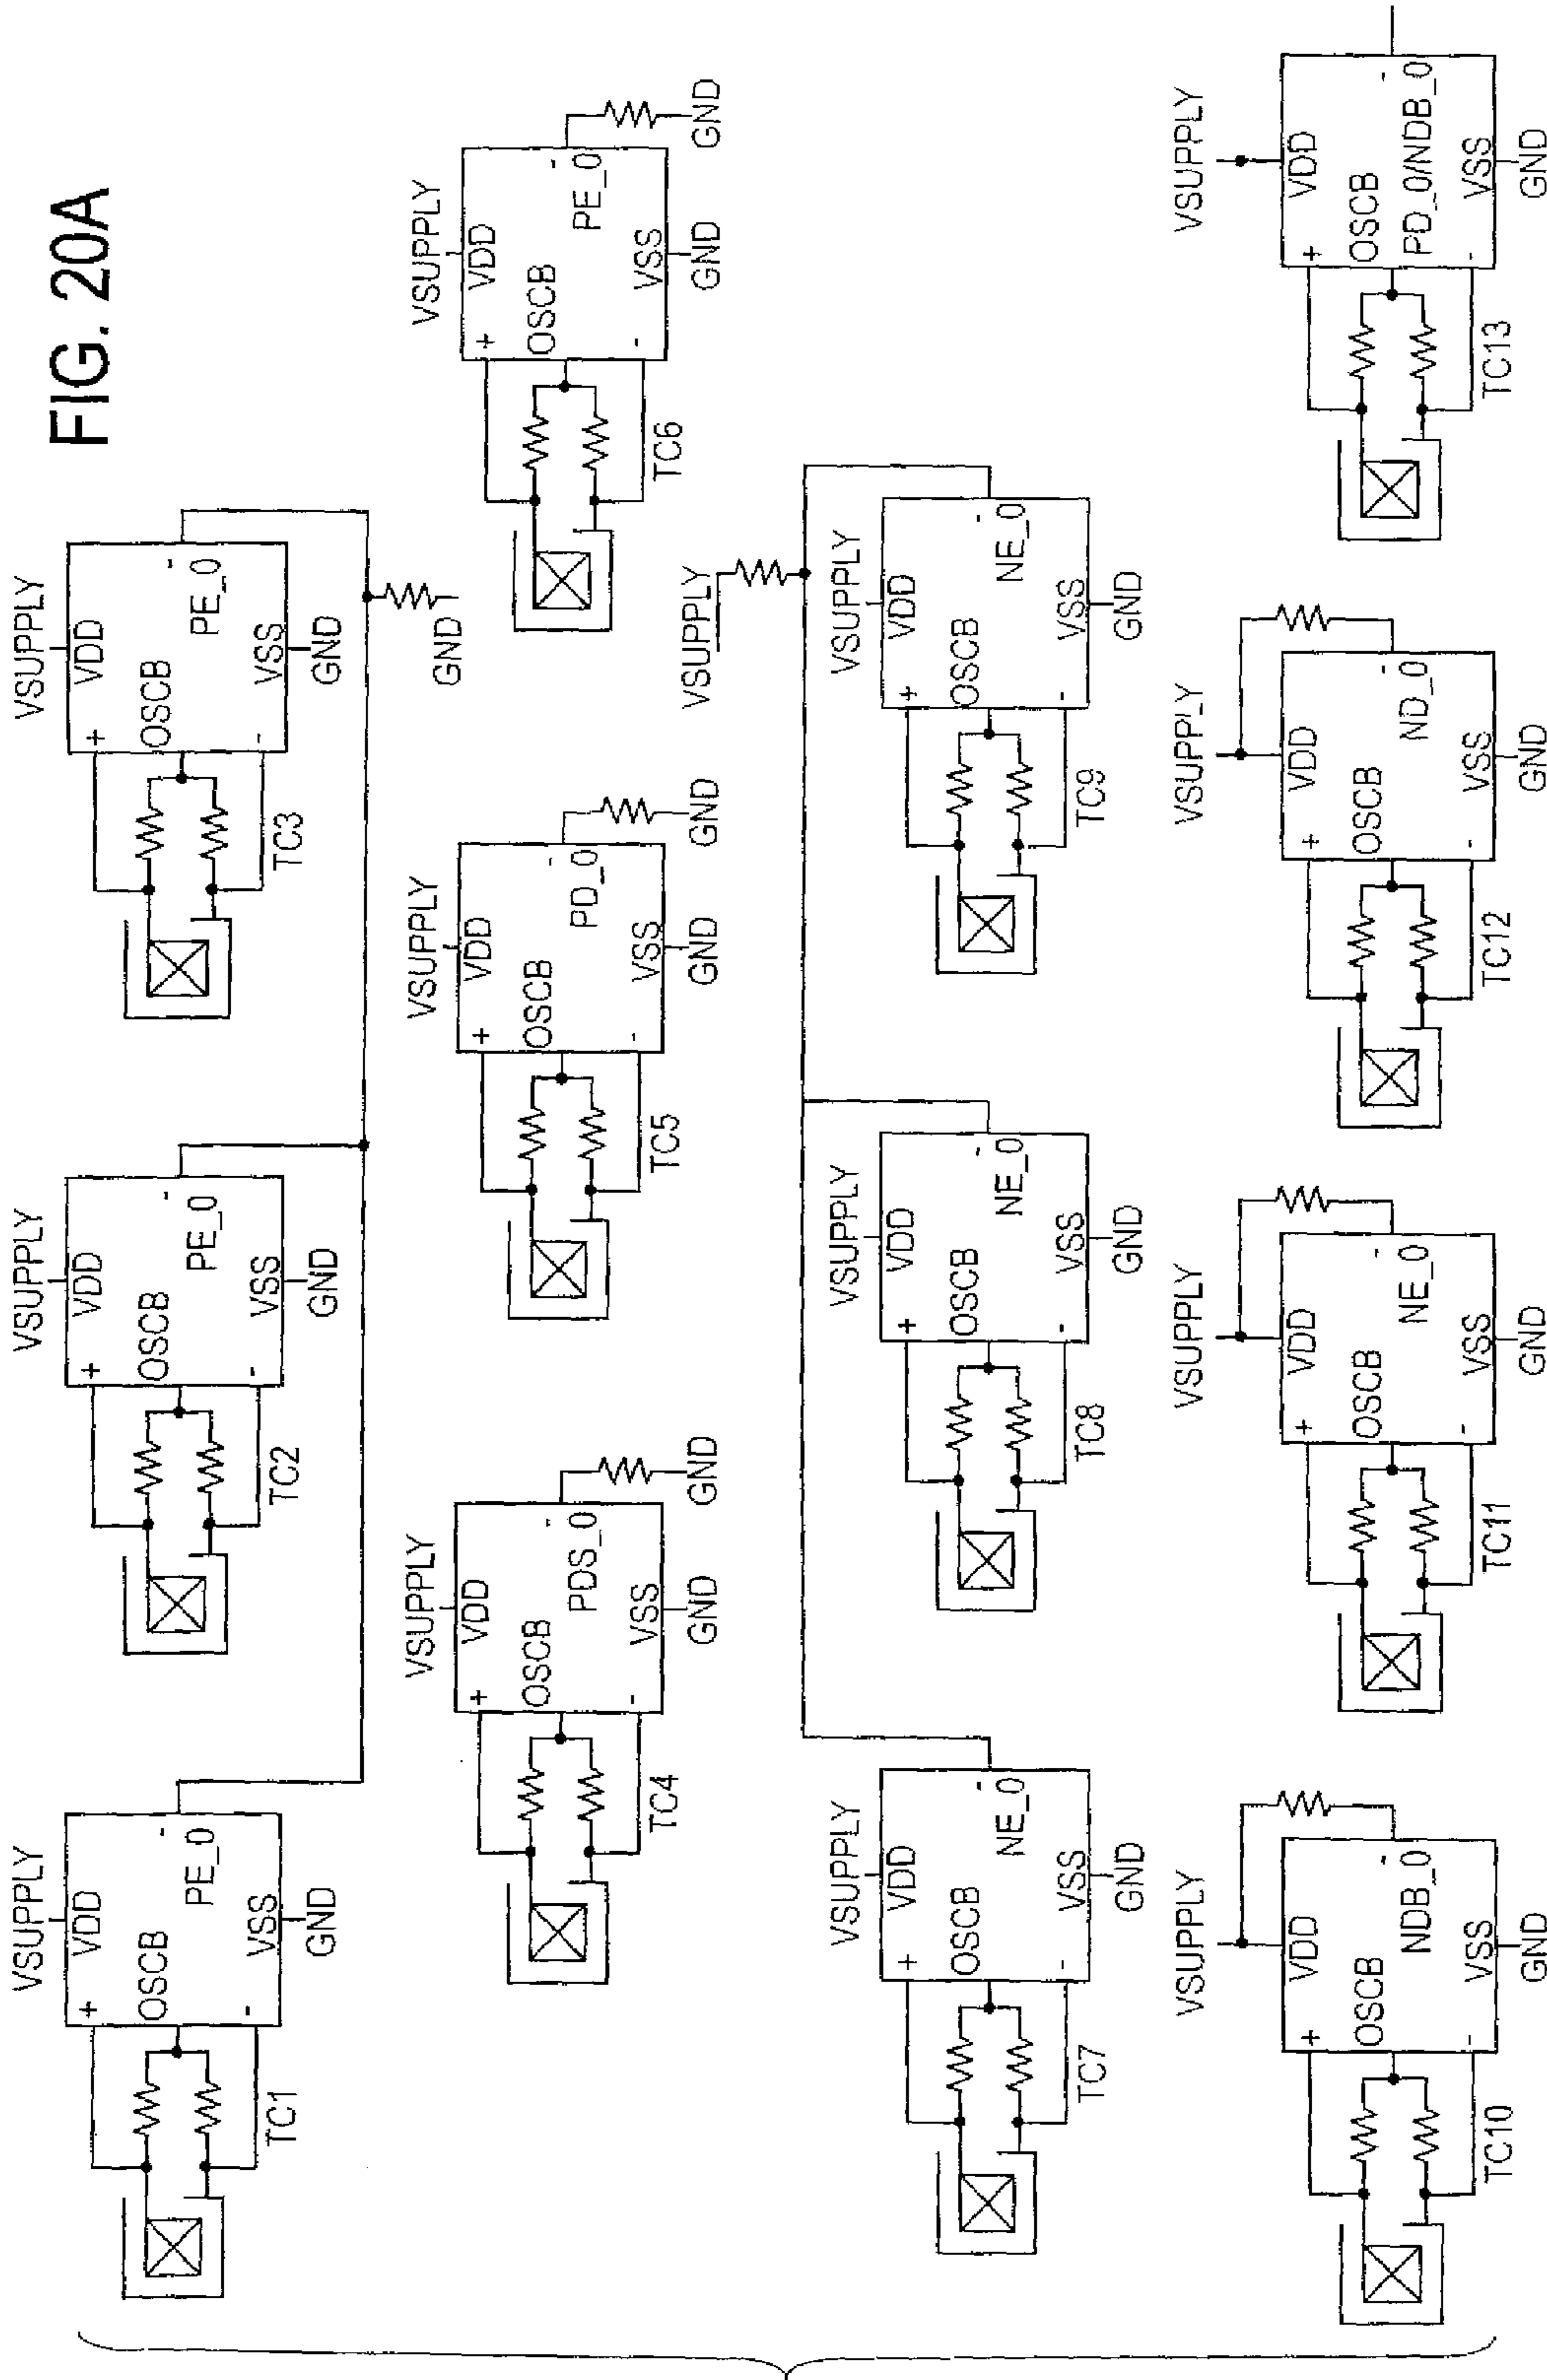 FIG. 20A
VSUPPLY
VDD
+
OSCB
-
PE_0
-
VSS
GND
TC1
VSUPPLY
VDD
+
OSCB
-
PE_0
-
VSS
GND
TC2
VSUPPLY
VDD
+
OSCB
-
PE_0
-
VSS
GND
TC3
GND
VSUPPLY
VDD
+
OSCB
-
PDS_0
-
VSS
GND
TC4
GND
VSUPPLY
VDD
+
OSCB
-
PD_0
-
VSS
GND
TC5
GND
VSUPPLY
VDD
+
OSCB
-
PE_0
-
VSS
GND
TC6
GND
VSUPPLY
VSUPPLY
VDD
+
OSCB
-
NE_0
-
VSS
GND
TC7
VSUPPLY
VDD
+
OSCB
-
NE_0
-
VSS
GND
TC8
VSUPPLY
VDD
+
OSCB
-
NE_0
-
VSS
GND
TC9
VSUPPLY
VDD
+
OSCB
-
NDB_0
-
VSS
GND
TC10
VSUPPLY
VDD
+
OSCB
-
NE_0
-
VSS
GND
TC11
VSUPPLY
VDD
+
OSCB
-
ND_0
-
VSS
GND
TC12
VSUPPLY
VDD
+
OSCB
-
PD_0/NDB_0
-
VSS
GND
TC13